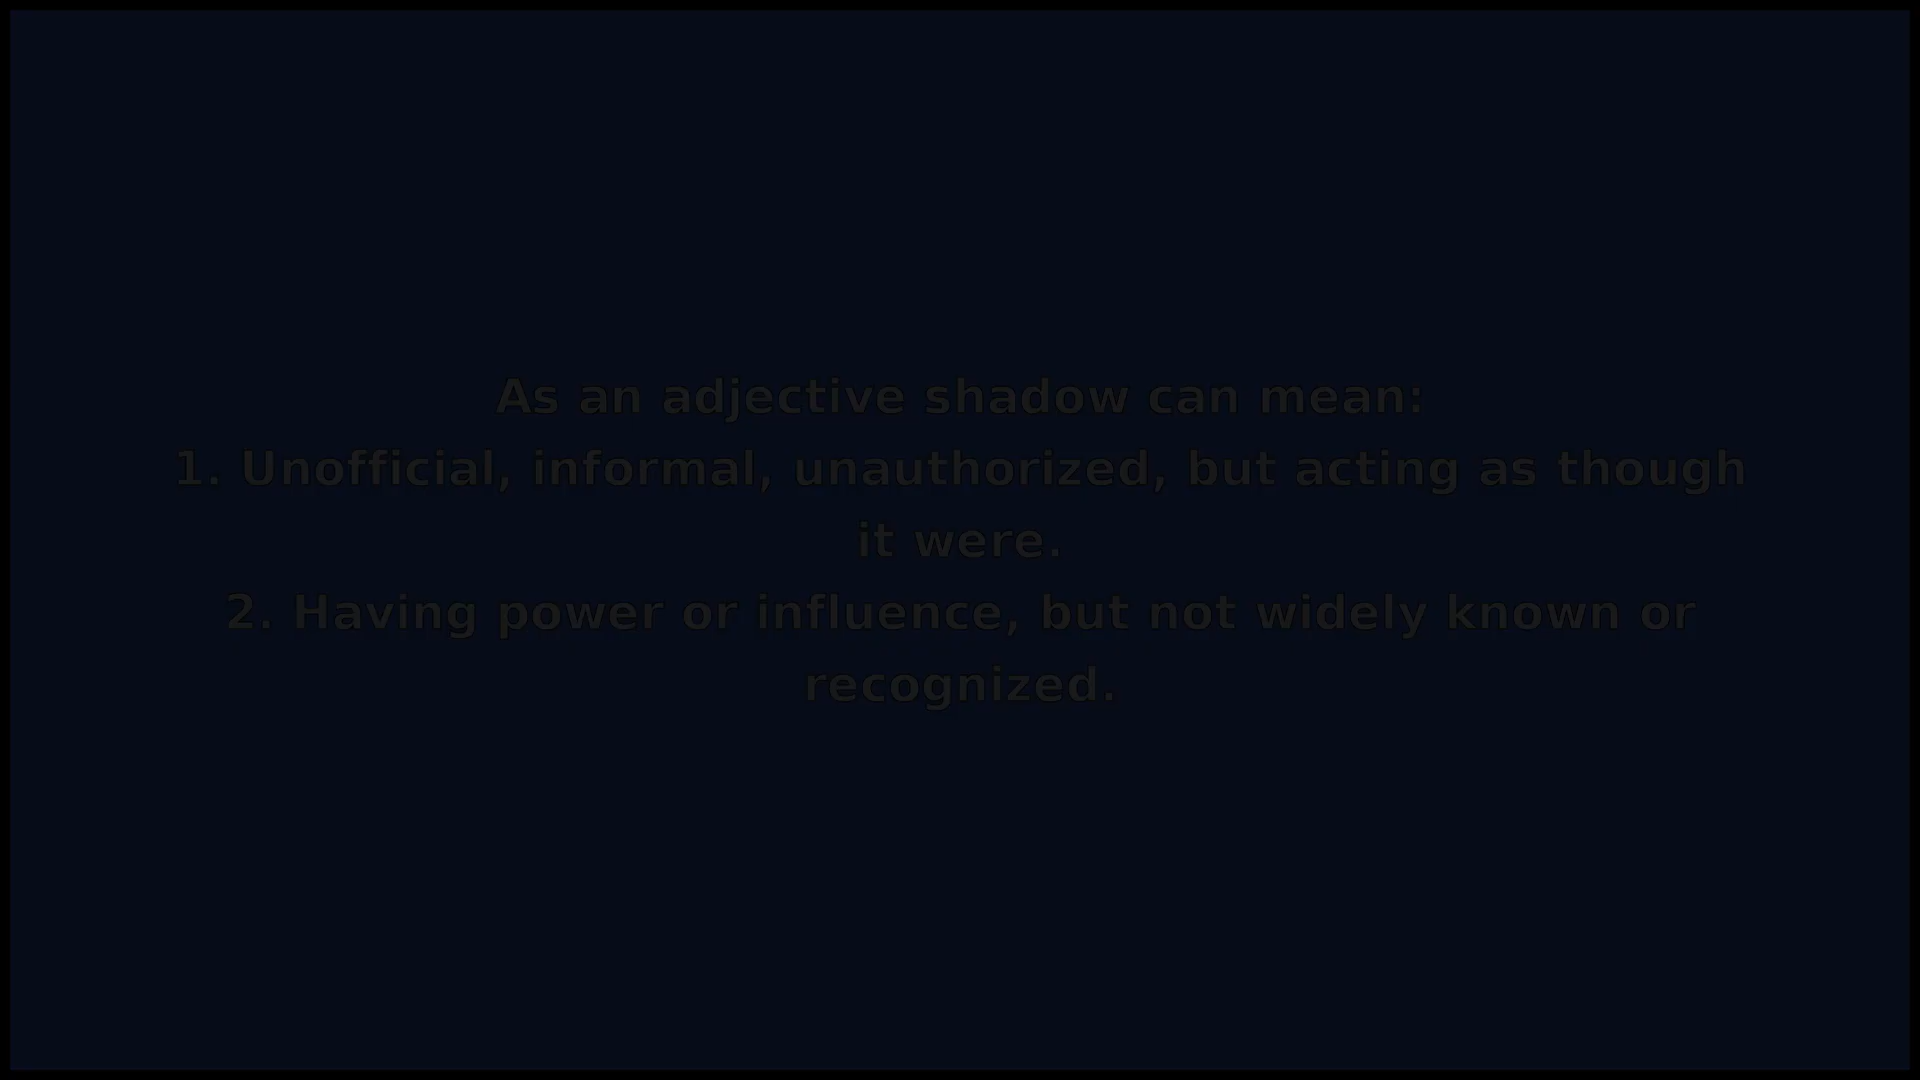 As an adjective shadow can mean:
1. Unofficial, informal, unauthorized, but acting as though
it were.
2. Having power or influence, but not widely known or
recognized.